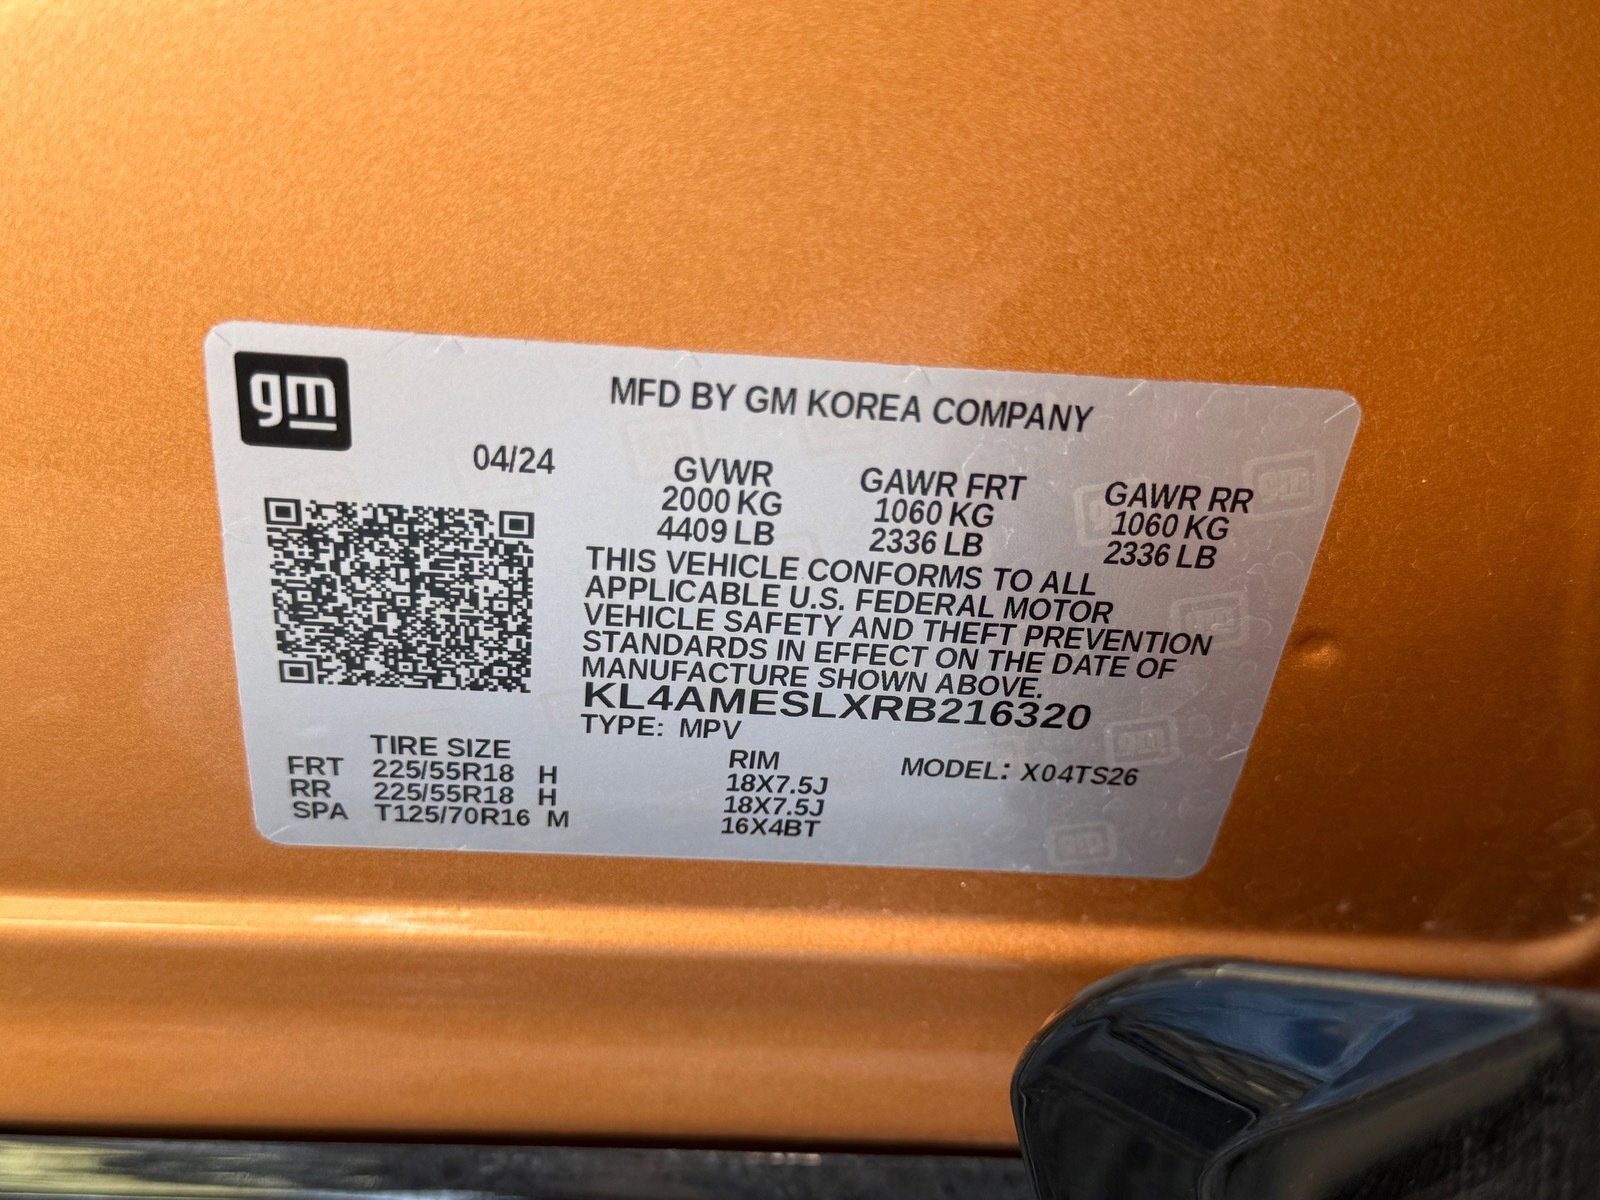 gm
MFD BY GM KOREA COMPANY
04/24
GVWR GAWR FRT GAWR RR
2000 KG 1060 KG 1060 KG
4409 LB 2336 LB 2336 LB
THIS VEHICLE CONFORMS TO ALL
APPLICABLE U.S. FEDERAL MOTOR
VEHICLE SAFETY AND THEFT PREVENTION
STANDARDS IN EFFECT ON THE DATE OF
MANUFACTURE SHOWN ABOVE.
KL4AMESLXRB216320
TYPE: MPV
TIRE SIZE RIM MODEL: X04TS26
FRT 225/55R18 H 18X7.5J
RR 225/55R18 H 18X7.5J
SPA T125/70R16 M 16X4BT